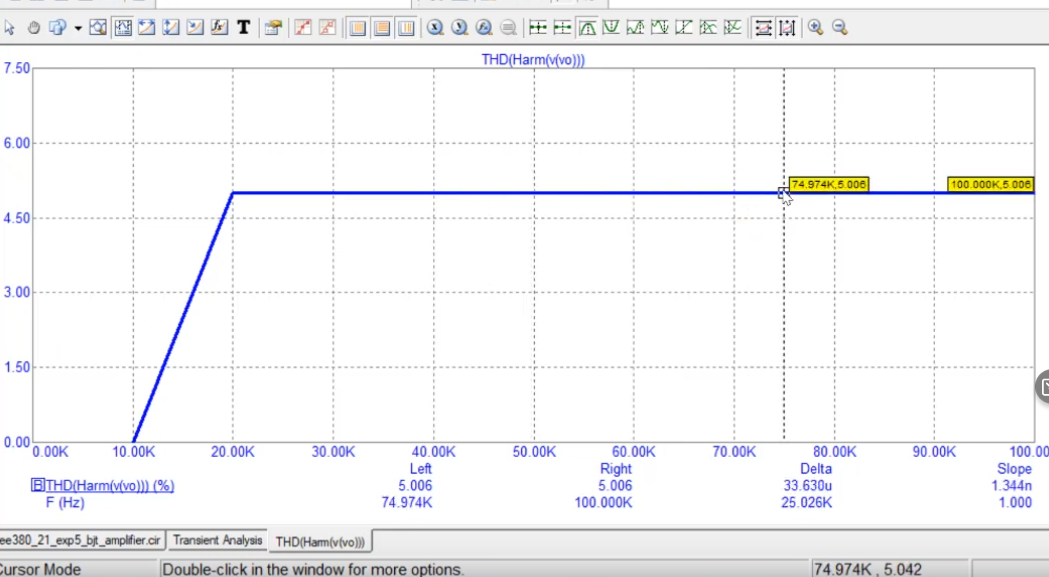 T
THD(Harm(v(vo)))
7.50
6.00
74.974K,5.006 100.000K,5.006
4.50
3.00
1.50
0.00
0.00K 10.00K 20.00K 30.00K 40.00K 50.00K 60.00K 70.00K 80.00K 90.00K 100.00
Left Right Delta Slope
B THD(Harm(v(vo))) (%) 5.006 5.006 33.630u 1.344n
F (Hz) 74.974K 100.000K 25.026K 1.000
ee380_21_exp5_bjt_amplifier.cir Transient Analysis THD(Harm(v(vo)))
Cursor Mode Double-click in the window for more options. 74.974K , 5.042